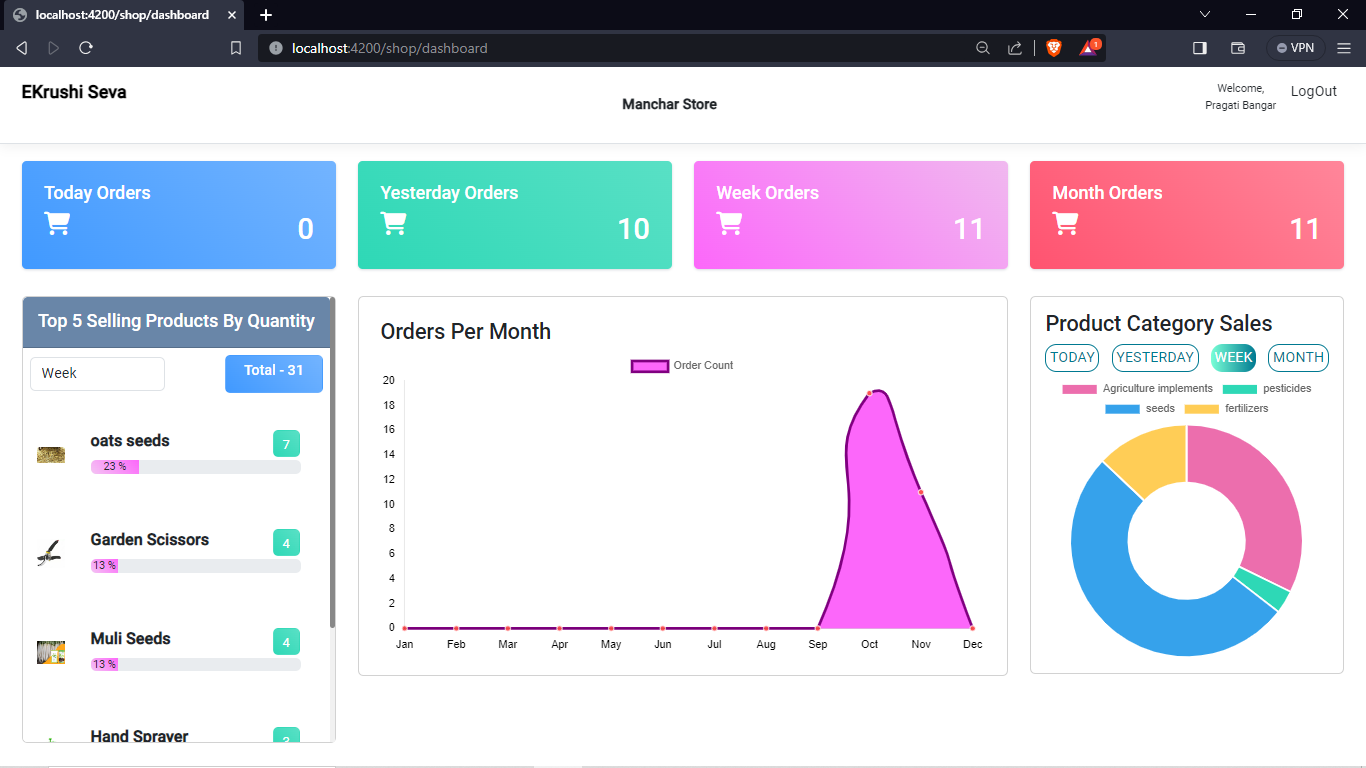 localhost:4200/shop/dashboard
localhost:4200/shop/dashboard
1
VPN
EKrushi Seva
Manchar Store
Welcome,
Pragati Bangar
LogOut
Today Orders
0
Yesterday Orders
10
Week Orders
11
Month Orders
11
Top 5 Selling Products By Quantity
Week
Total - 31
oats seeds
7
23 %
Garden Scissors
4
13 %
Muli Seeds
4
13 %
Hand Sprayer
3
Orders Per Month
Order Count
20
18
16
14
12
10
8
6
4
2
0
Jan Feb Mar Apr May Jun Jul Aug Sep Oct Nov Dec
Product Category Sales
TODAY YESTERDAY WEEK MONTH
Agriculture implements pesticides
seeds fertilizers